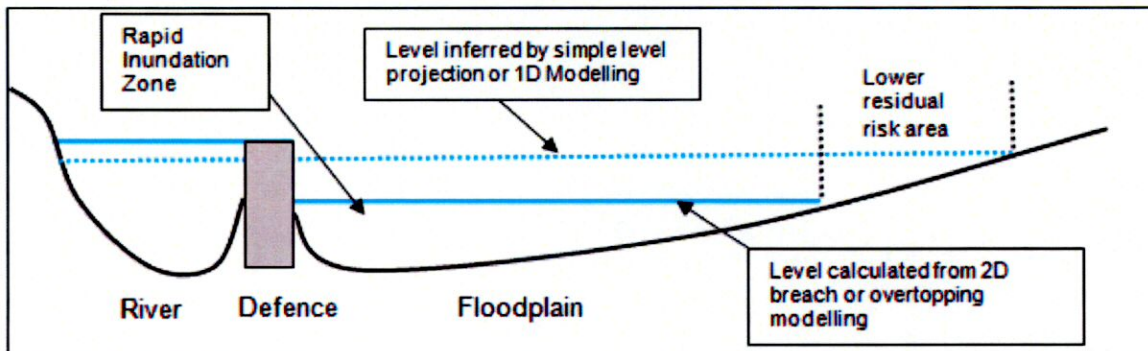 Rapid
Inundation
Zone
Level inferred by simple level
projection or 1D Modelling
Lower
residual
risk area
Level calculated from 2D
breach or overtopping
modelling
River
Defence
Floodplain